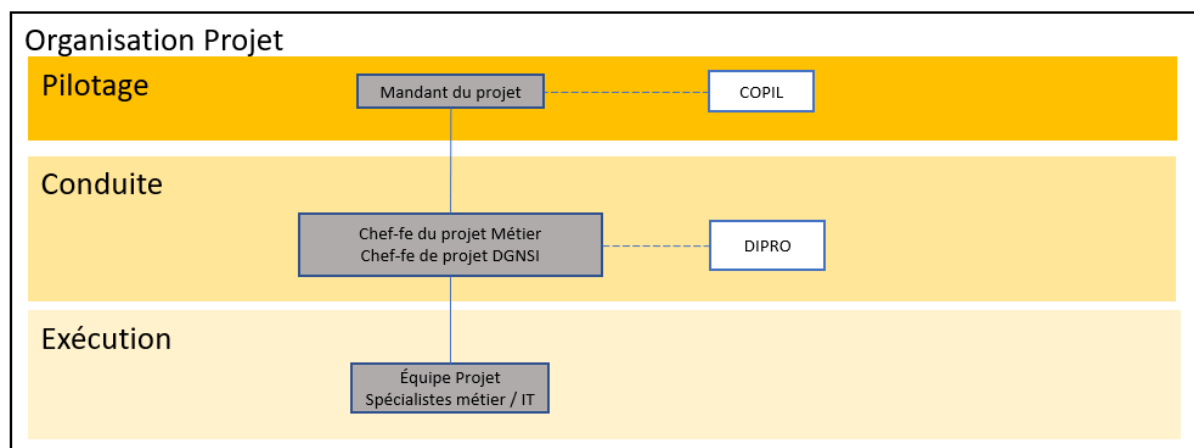 Organisation Projet
Pilotage
Mandant du projet
COPIL
Conduite
Chef-fe du projet Métier
Chef-fe de projet DGNSI
DIPRO
Exécution
Équipe Projet
Spécialistes métier / IT